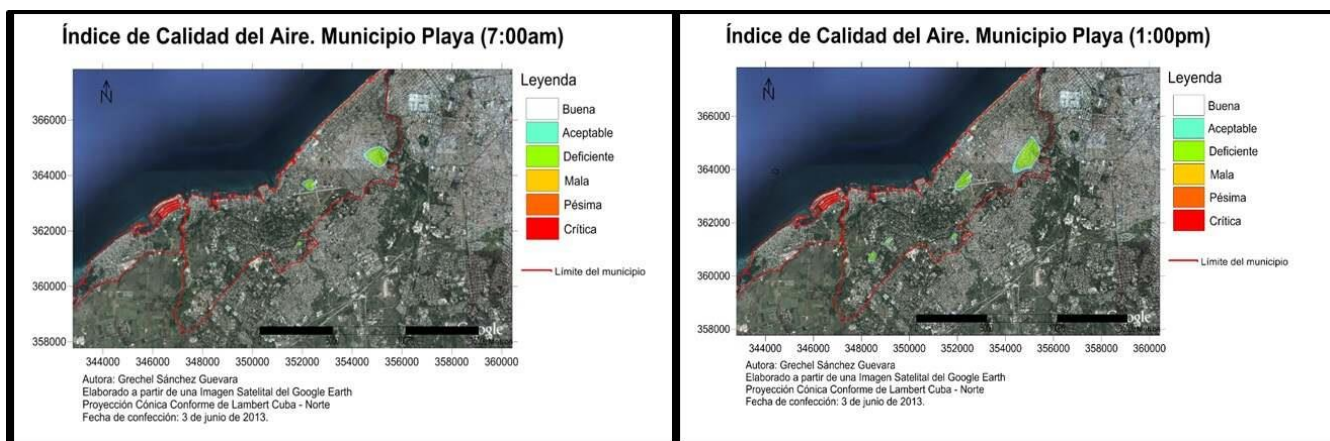 Índice de Calidad del Aire. Municipio Playa (7:00am)
N
Leyenda
Buena
Aceptable
Deficiente
Mala
Pésima
Crítica
Límite del municipio
366000
364000
362000
360000
358000
344000 346000 348000 350000 352000 354000 356000 358000 360000
Autora: Grechel Sánchez Guevara
Elaborado a partir de una Imagen Satelital del Google Earth
Proyección Cónica Conforme de Lambert Cuba - Norte
Fecha de confección: 3 de junio de 2013.
Índice de Calidad del Aire. Municipio Playa (1:00pm)
N
Leyenda
Buena
Aceptable
Deficiente
Mala
Pésima
Crítica
Límite del municipio
366000
364000
362000
360000
358000
344000 346000 348000 350000 352000 354000 356000 358000 360000
Autora: Grechel Sánchez Guevara
Elaborado a partir de una Imagen Satelital del Google Earth
Proyección Cónica Conforme de Lambert Cuba - Norte
Fecha de confección: 3 de junio de 2013.